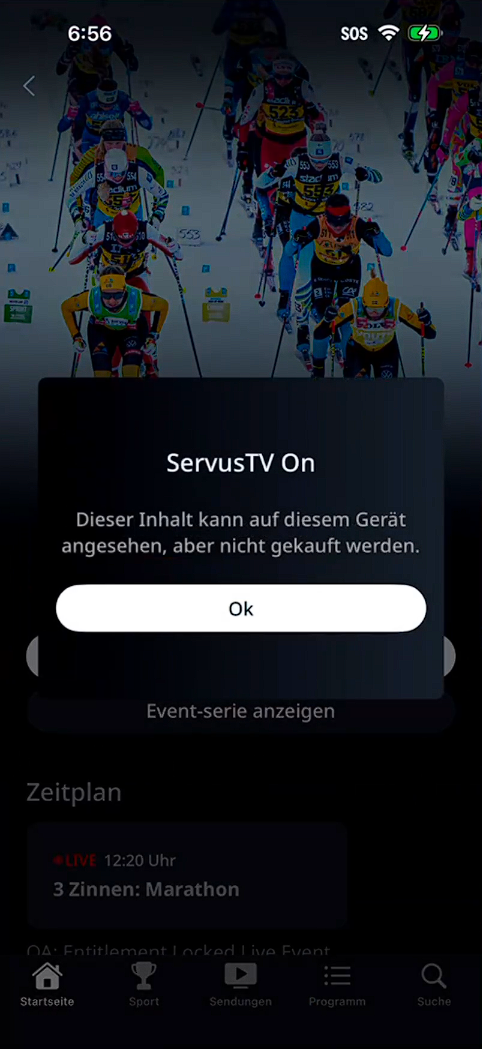 6:56
SOS
ServusTV On
Dieser Inhalt kann auf diesem Gerät
angesehen, aber nicht gekauft werden.
Ok
Event-serie anzeigen
Zeitplan
LIVE 12:20 Uhr
3 Zinnen: Marathon
QA: Entitlement Locked Live Event
Startseite
Sport
Sendungen
Programm
Suche